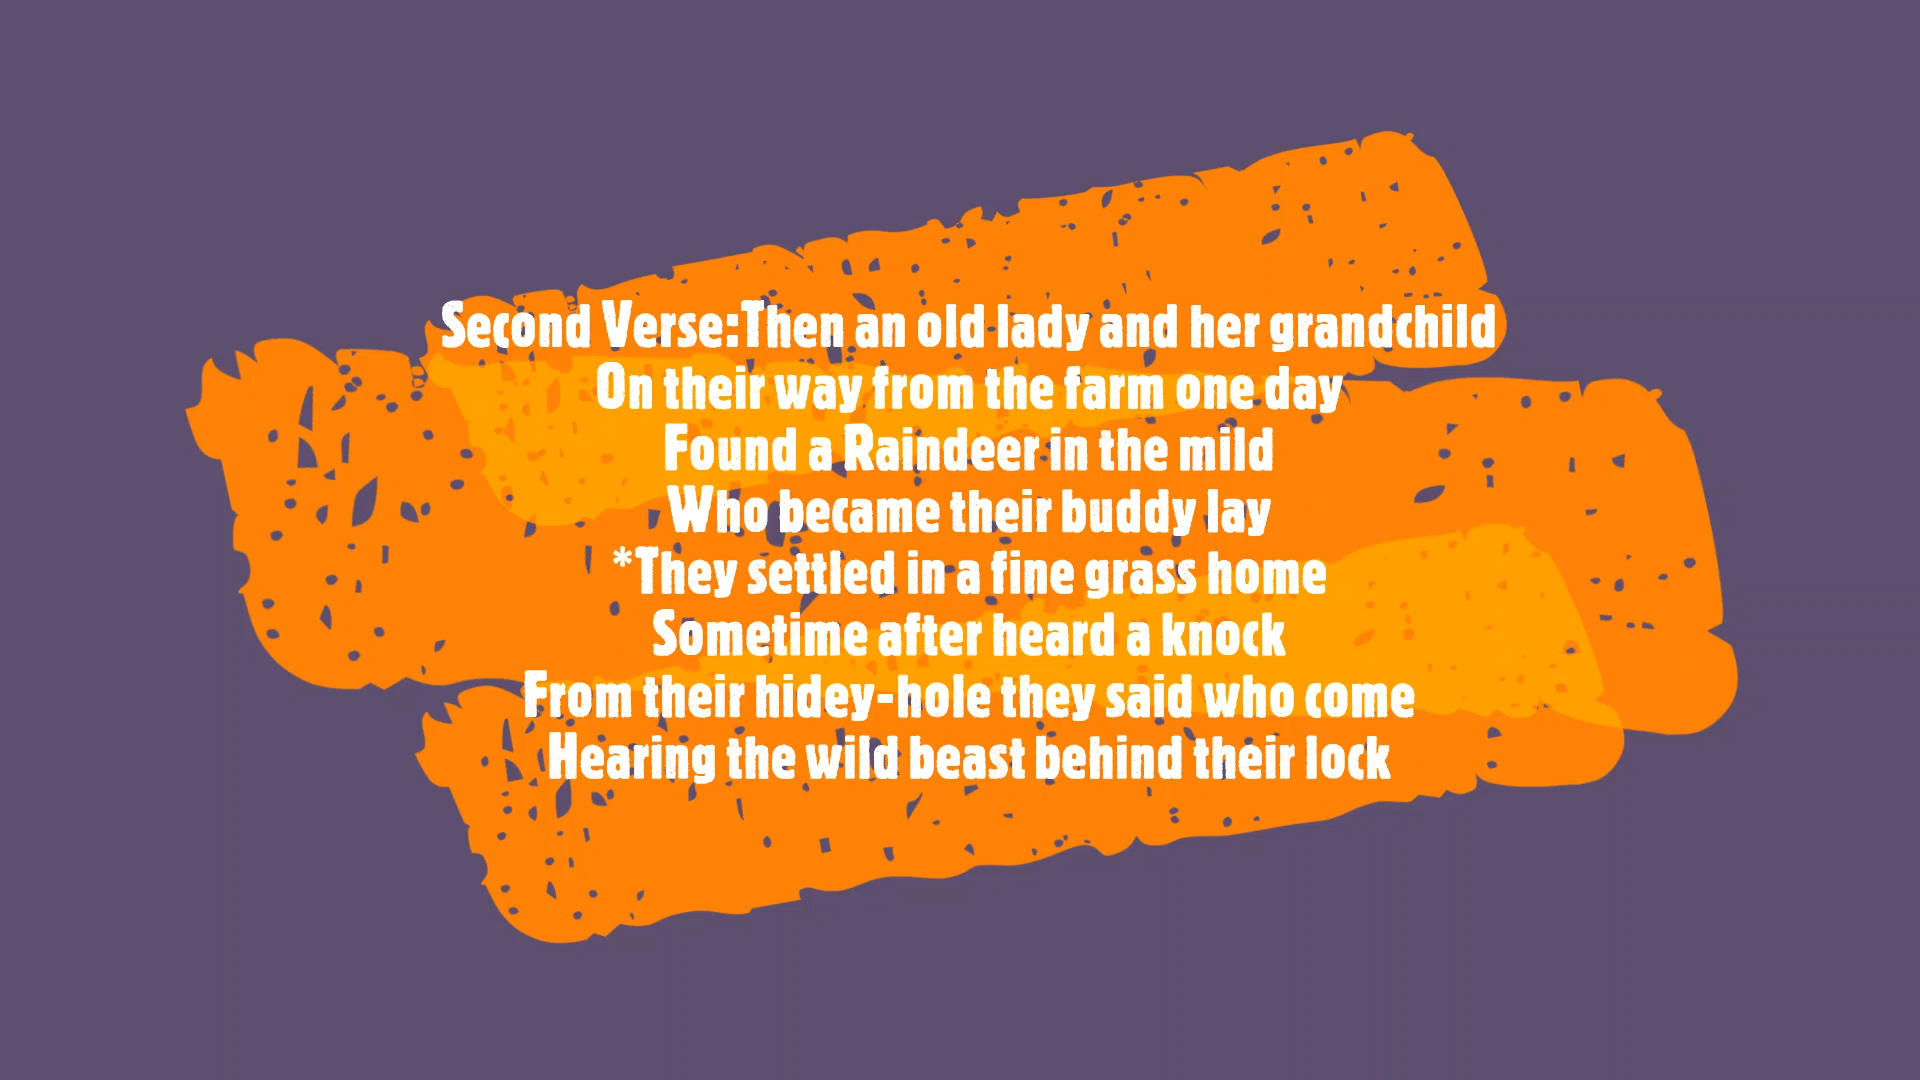 Second Verse:Then an old lady and her grandchild
On their way from the farm one day
Found a Raindeer in the mild
Who became their buddy lay
*They settled in a fine grass home
Sometime after heard a knock
From their hidey-hole they said who come
Hearing the wild beast behind their lock